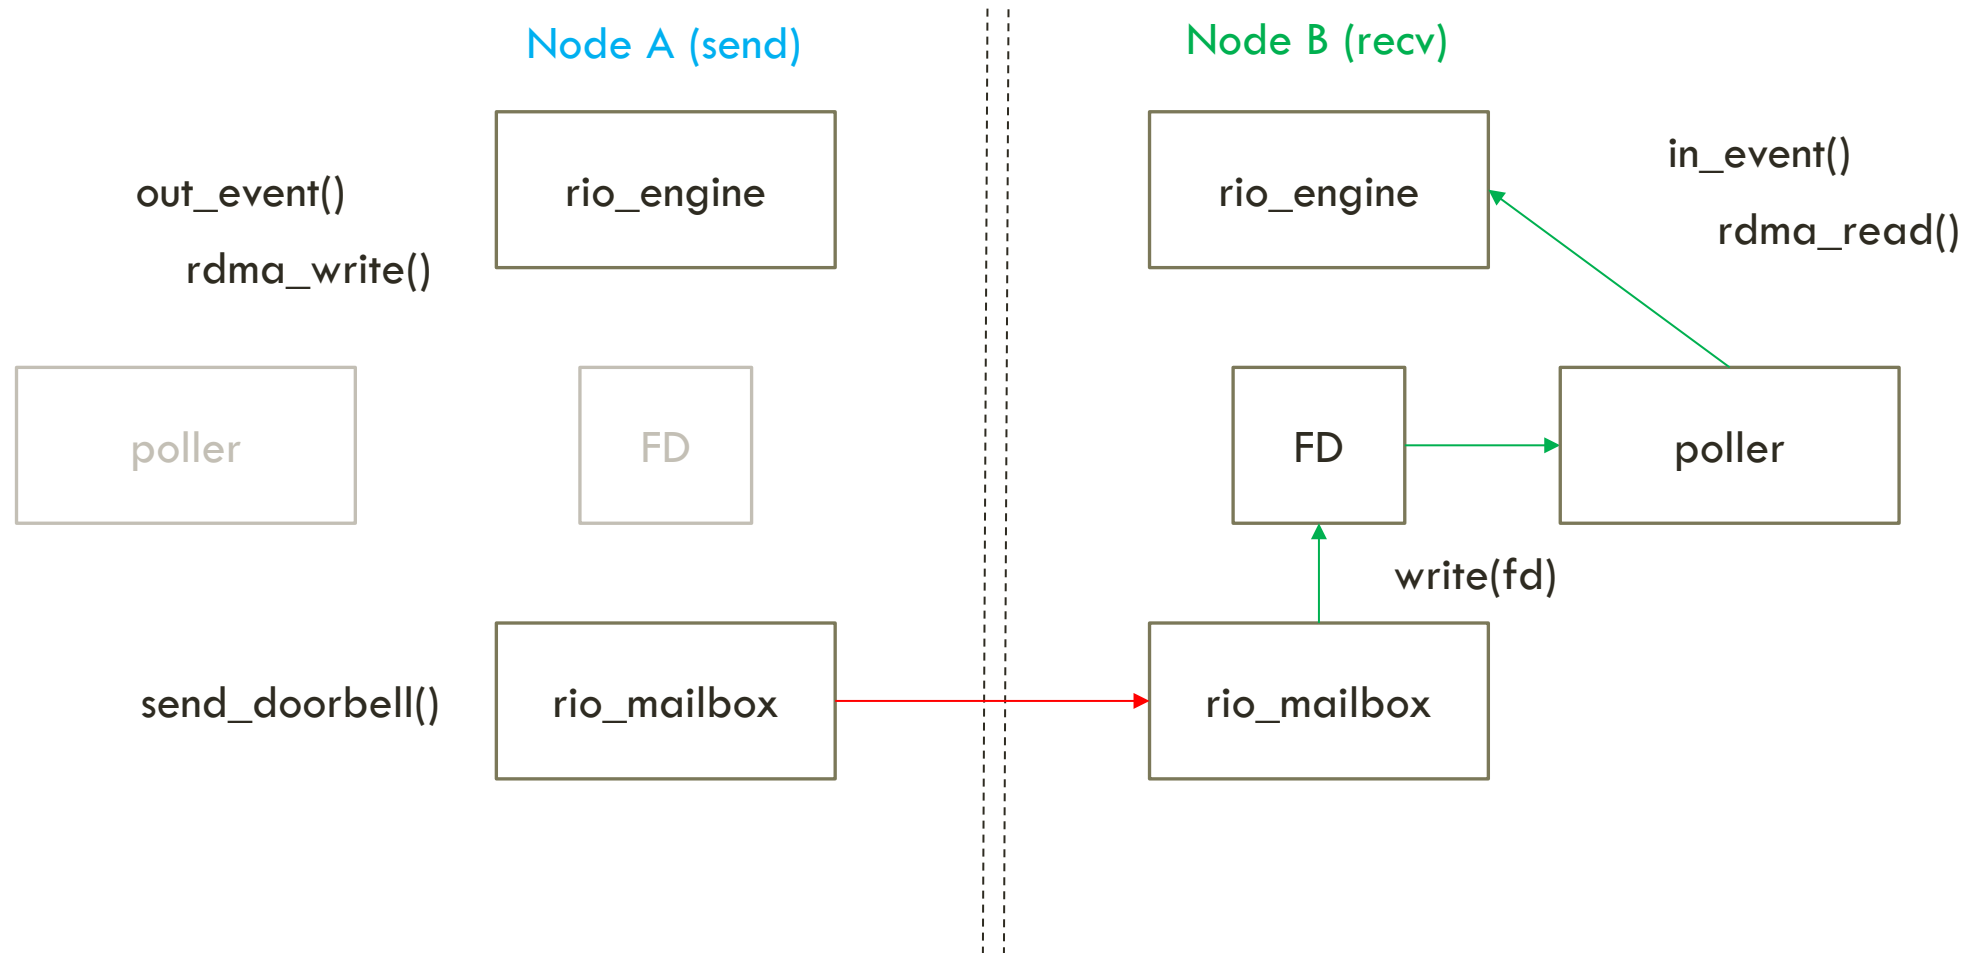 Node A (send)
out_event()
rdma_write()
rio_engine
poller
FD
send_doorbell()
rio_mailbox
Node B (recv)
rio_engine
in_event()
rdma_read()
FD
poller
write(fd)
rio_mailbox